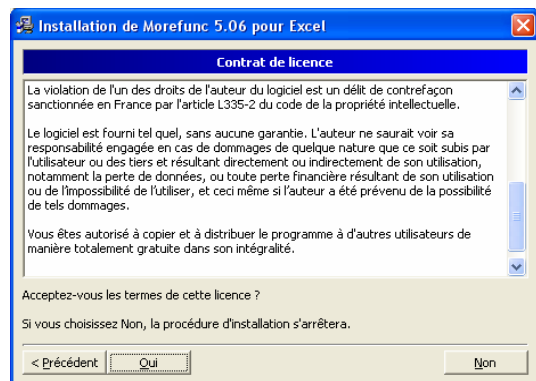 Installation de Morefunc 5.06 pour Excel
Contrat de licence
La violation de l'un des droits de l'auteur du logiciel est un délit de contrefaçon
sanctionnée en France par l'article L335-2 du code de la propriété intellectuelle.
Le logiciel est fourni tel quel, sans aucune garantie. L'auteur ne saurait voir sa
responsabilité engagée en cas de dommages de quelque nature que ce soit subis par
l'utilisateur ou des tiers et résultant directement ou indirectement de son utilisation,
notamment la perte de données, ou toute perte financière résultant de son utilisation
ou de l'impossibilité de l'utiliser, et ceci même si l'auteur a été prévenu de la possibilité
de tels dommages.
Vous êtes autorisé à copier et à distribuer le programme à d'autres utilisateurs de
manière totalement gratuite dans son intégralité.
Acceptez-vous les termes de cette licence ?
Si vous choisissez Non, la procédure d'installation s'arrêtera.
< Précédent Oui Non